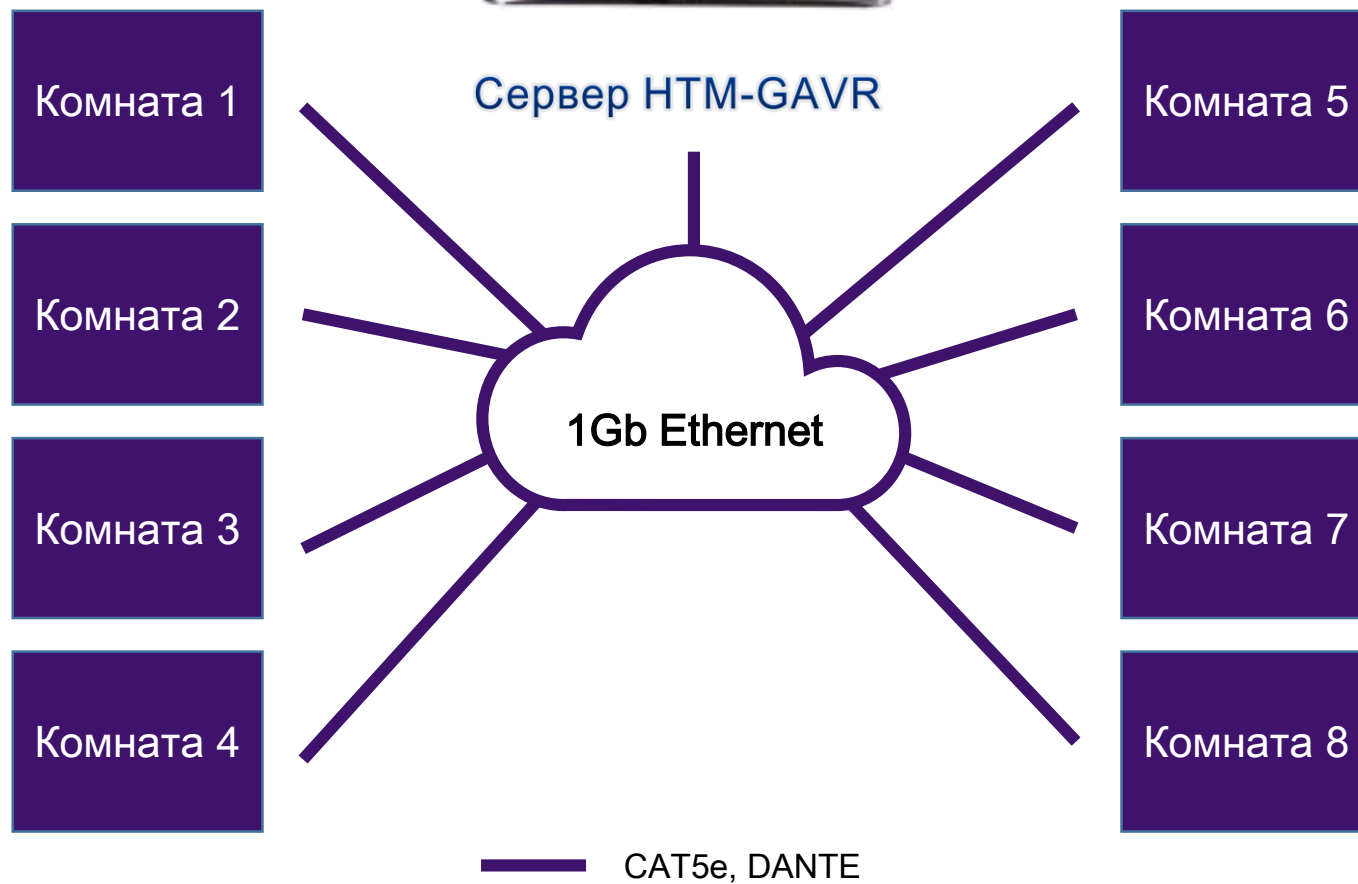 Сервер НТМ-GAVR
Комната 1
Комната 2
Комната 3
Комната 4
1Gb Ethernet
Комната 5
Комната 6
Комната 7
Комната 8
CAT5e, DANTE